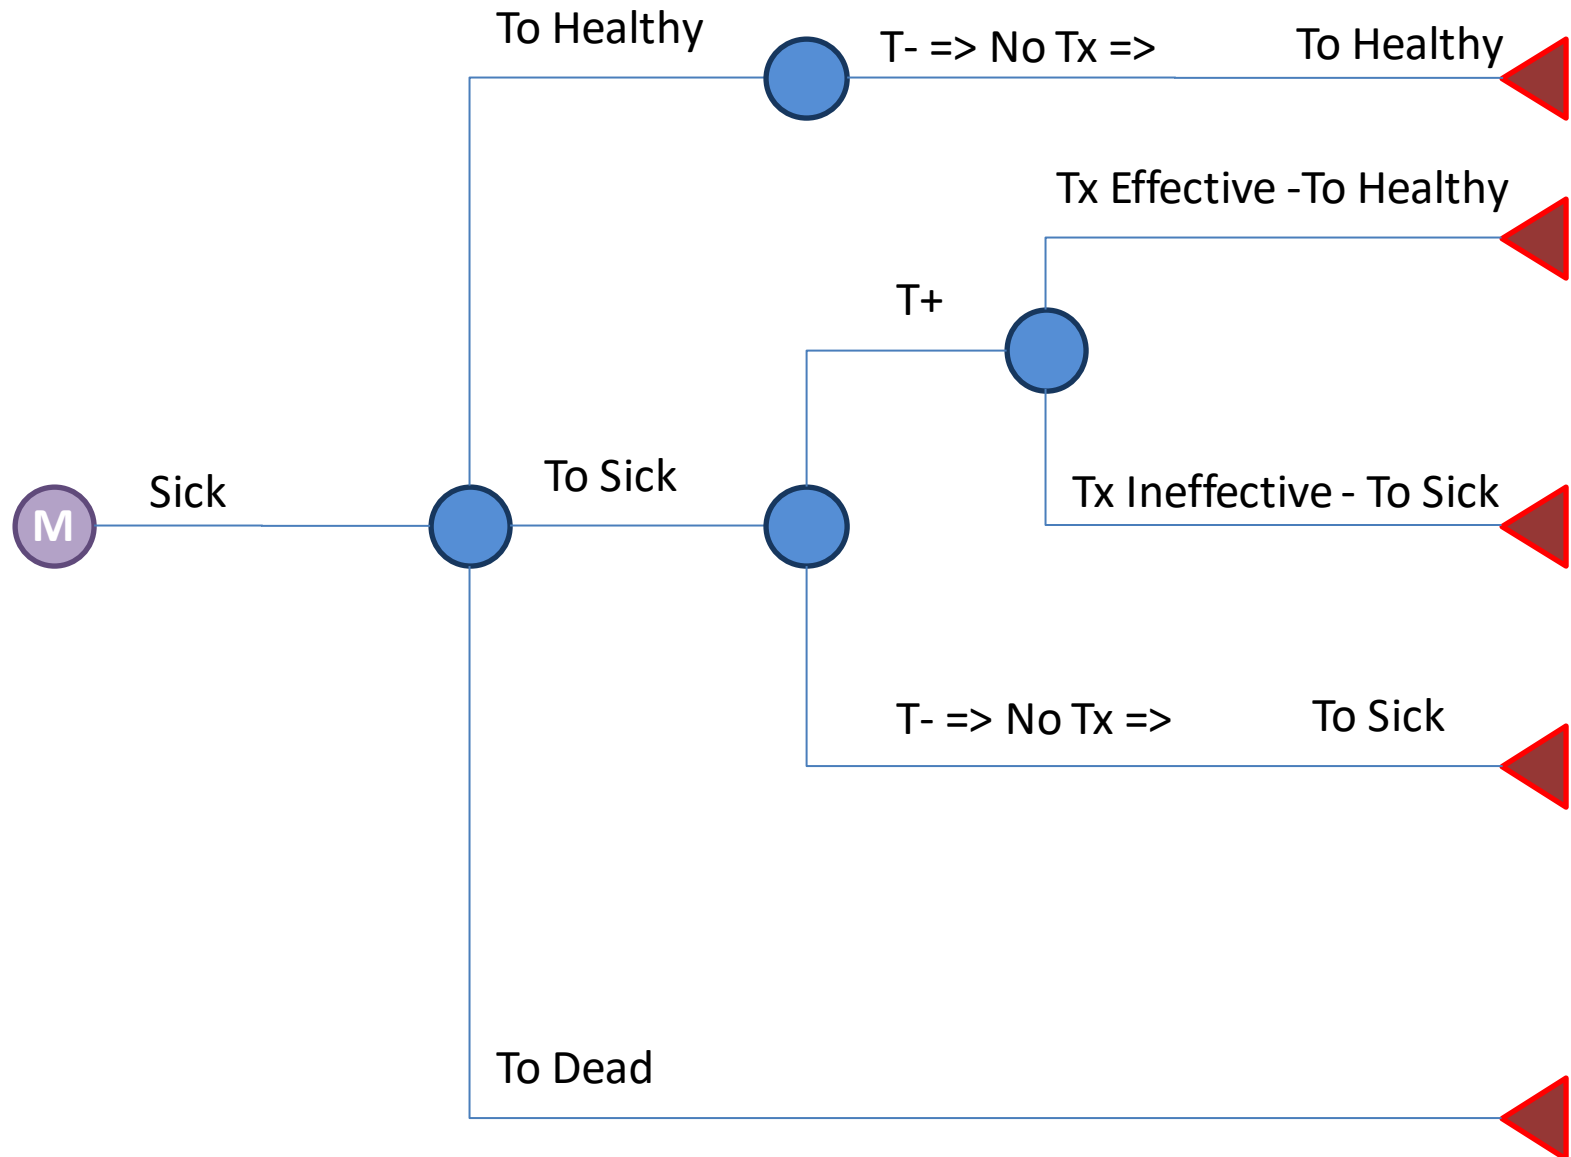 To Healthy
T- => No Tx =>
To Healthy
Tx Effective -To Healthy
T+
M
Sick
To Sick
Tx Ineffective - To Sick
T- => No Tx =>
To Sick
To Dead